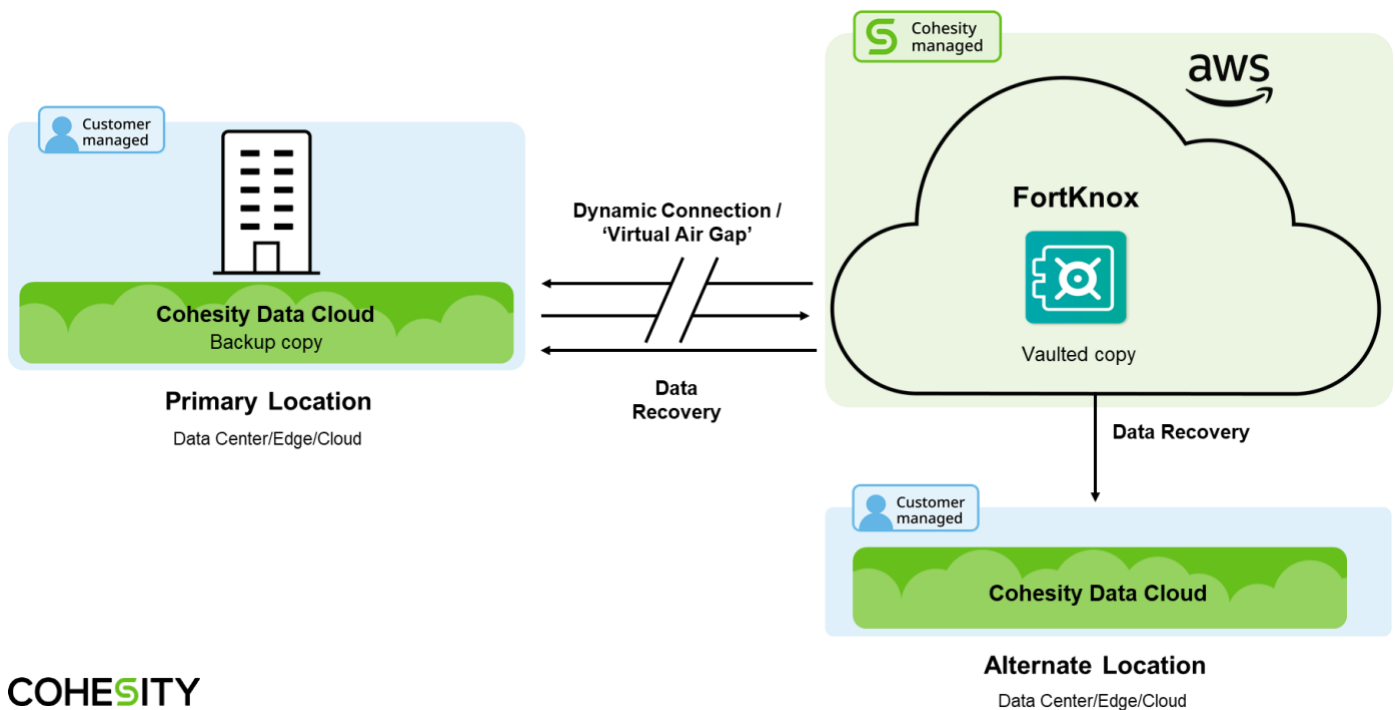 Cohesity
managed
aws
Customer
managed
FortKnox
Dynamic Connection /
‘Virtual Air Gap’
Cohesity Data Cloud
Backup copy
Vaulted copy
Data
Recovery
Primary Location
Data Center/Edge/Cloud
Data Recovery
Customer
managed
Cohesity Data Cloud
Alternate Location
Data Center/Edge/Cloud
COHESITY